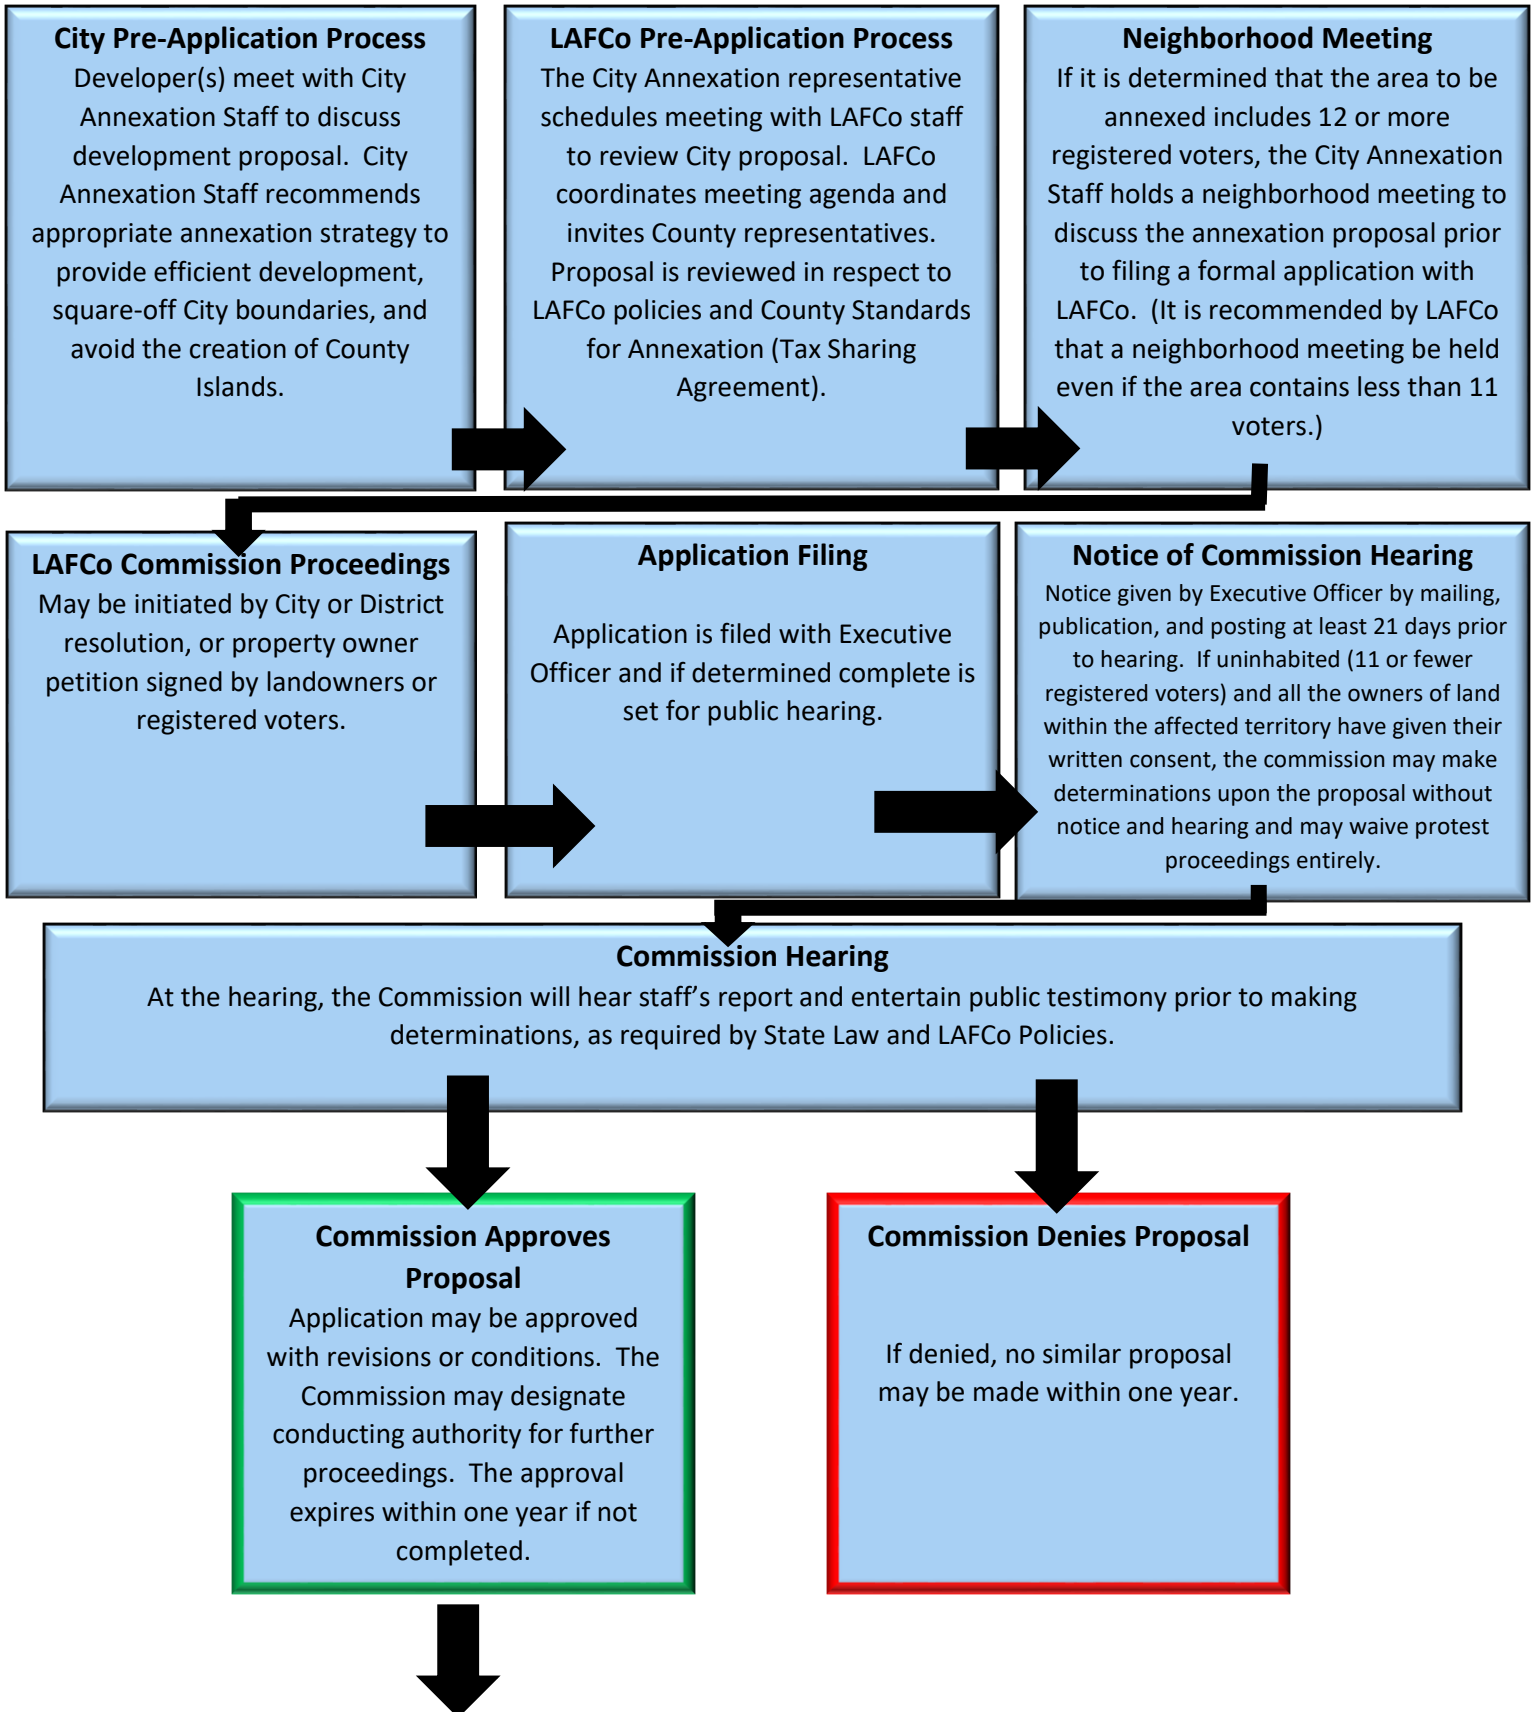 City Pre-Application Process
Developer(s) meet with City
Annexation Staff to discuss
development proposal.  City
Annexation Staff recommends
appropriate annexation strategy to
provide efficient development,
square-off City boundaries, and
avoid the creation of County
Islands.
LAFCo Pre-Application Process
The City Annexation representative
schedules meeting with LAFCo staff
to review City proposal.  LAFCo
coordinates meeting agenda and
invites County representatives.
Proposal is reviewed in respect to
LAFCo policies and County Standards
for Annexation (Tax Sharing
Agreement).
Neighborhood Meeting
If it is determined that the area to be
annexed includes 12 or more
registered voters, the City Annexation
Staff holds a neighborhood meeting to
discuss the annexation proposal prior
to filing a formal application with
LAFCo.  (It is recommended by LAFCo
that a neighborhood meeting be held
even if the area contains less than 11
voters.)
LAFCo Commission Proceedings
May be initiated by City or District
resolution, or property owner
petition signed by landowners or
registered voters.
Application Filing
Application is filed with Executive
Officer and if determined complete is
set for public hearing.
Notice of Commission Hearing
Notice given by Executive Officer by mailing,
publication, and posting at least 21 days prior
to hearing.  If uninhabited (11 or fewer
registered voters) and all the owners of land
within the affected territory have given their
written consent, the commission may make
determinations upon the proposal without
notice and hearing and may waive protest
proceedings entirely.
Commission Hearing
At the hearing, the Commission will hear staff’s report and entertain public testimony prior to making
determinations, as required by State Law and LAFCo Policies.
Commission Approves
Proposal
Application may be approved
with revisions or conditions.  The
Commission may designate
conducting authority for further
proceedings.  The approval
expires within one year if not
completed.
Commission Denies Proposal
If denied, no similar proposal
may be made within one year.